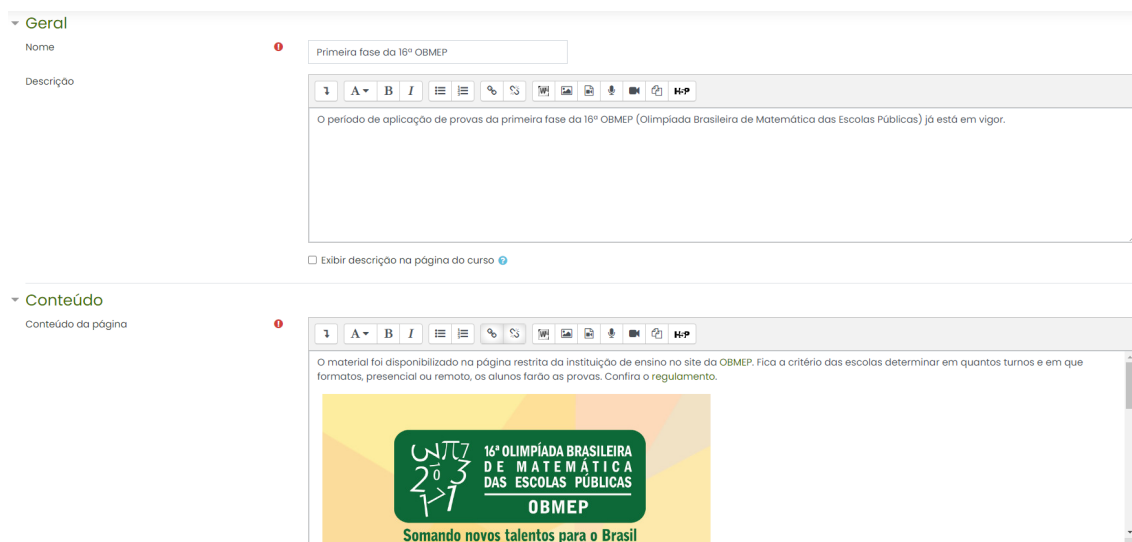 Geral
Nome
Primeira fase da 16ª OBMEP
Descrição
A B I H-P
O período de aplicação de provas da primeira fase da 16ª OBMEP (Olimpíada Brasileira de Matemática das Escolas Públicas) já está em vigor.
Exibir descrição na página do curso
Conteúdo
Conteúdo da página
A B I H-P
O material foi disponibilizado na página restrita da instituição de ensino no site da OBMEP. Fica a critério das escolas determinar em quantos turnos e em que
formatos, presencial ou remoto, os alunos farão as provas. Confira o regulamento.
16ª OLIMPÍADA BRASILEIRA
DE MATEMÁTICA
DAS ESCOLAS PÚBLICAS
OBMEP
Somando novos talentos para o Brasil